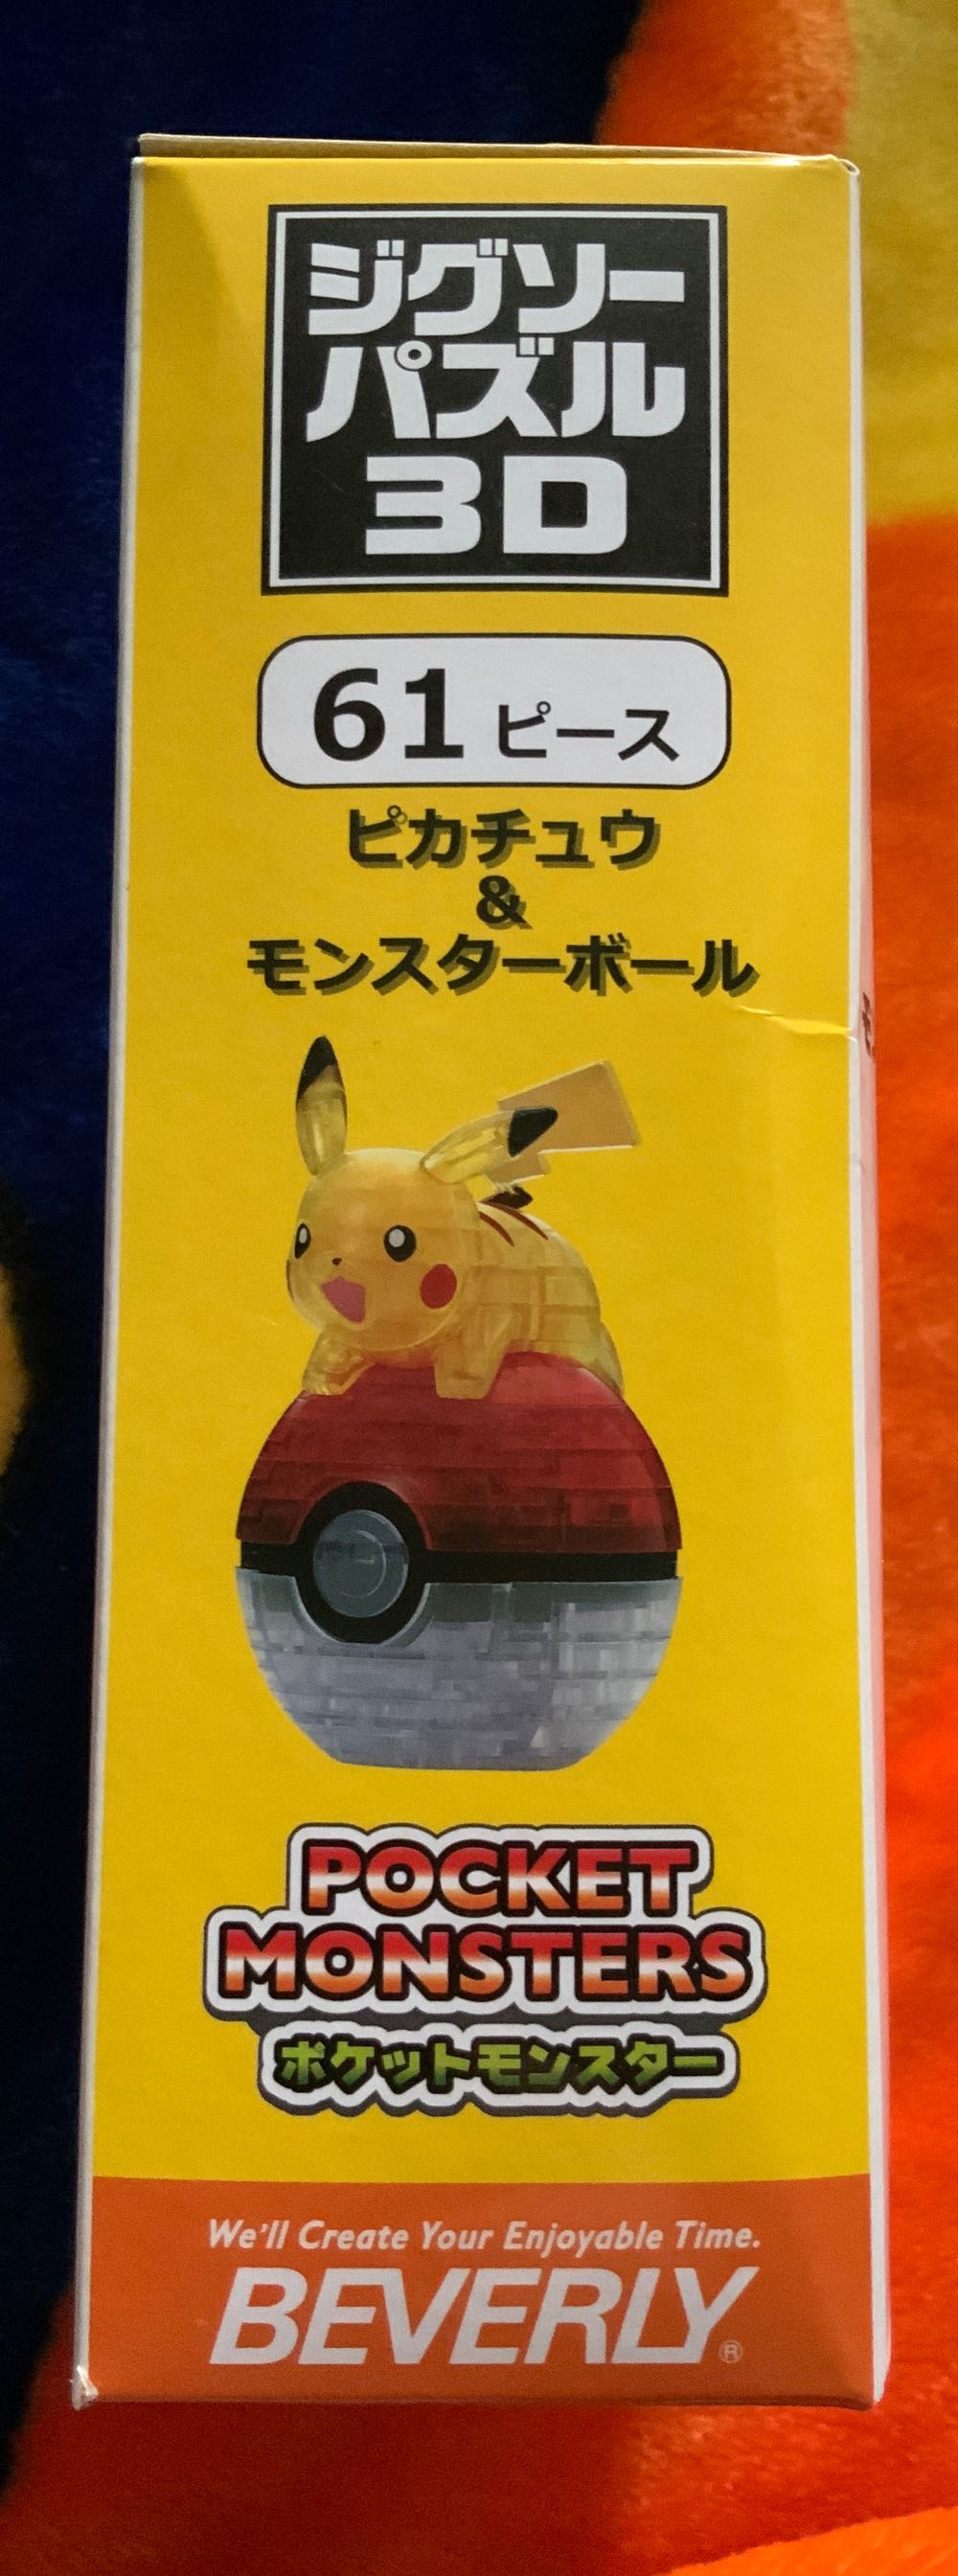 ジグソー
パズル
3D
61 ピース
ピカチュウ
&
モンスターボール
POCKET
MONSTERS
ポケットモンスター
We'll Create Your Enjoyable Time.
BEVERLY®